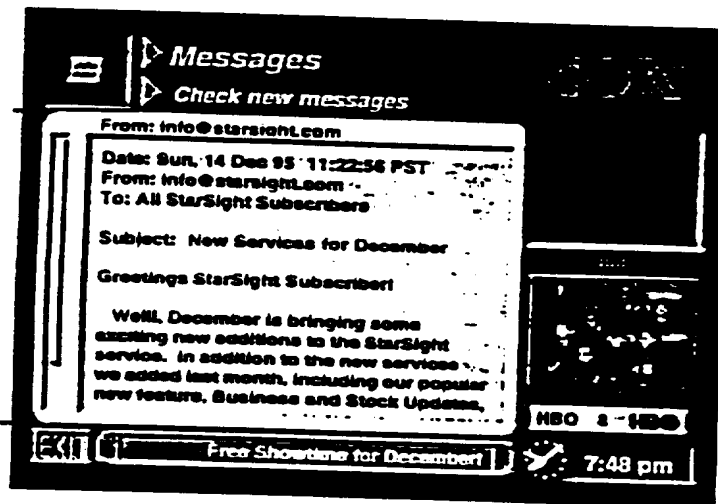 Messages
Check new messages
From: info@starsight.com
Date: Sun, 14 Dec 95 11:22:56 PST
From: info@starsight.com
To: All StarSight Subscribers
Subject: New Services for December
Greetings StarSight Subscriber!
Wellll, December is bringing some
exciting new additions to the StarSight
service. In addition to the new services
we added last month, including our popular
new feature, Business and Stock Updates,
HBO 2 HBO
Free Showtime for December!
7:48 pm